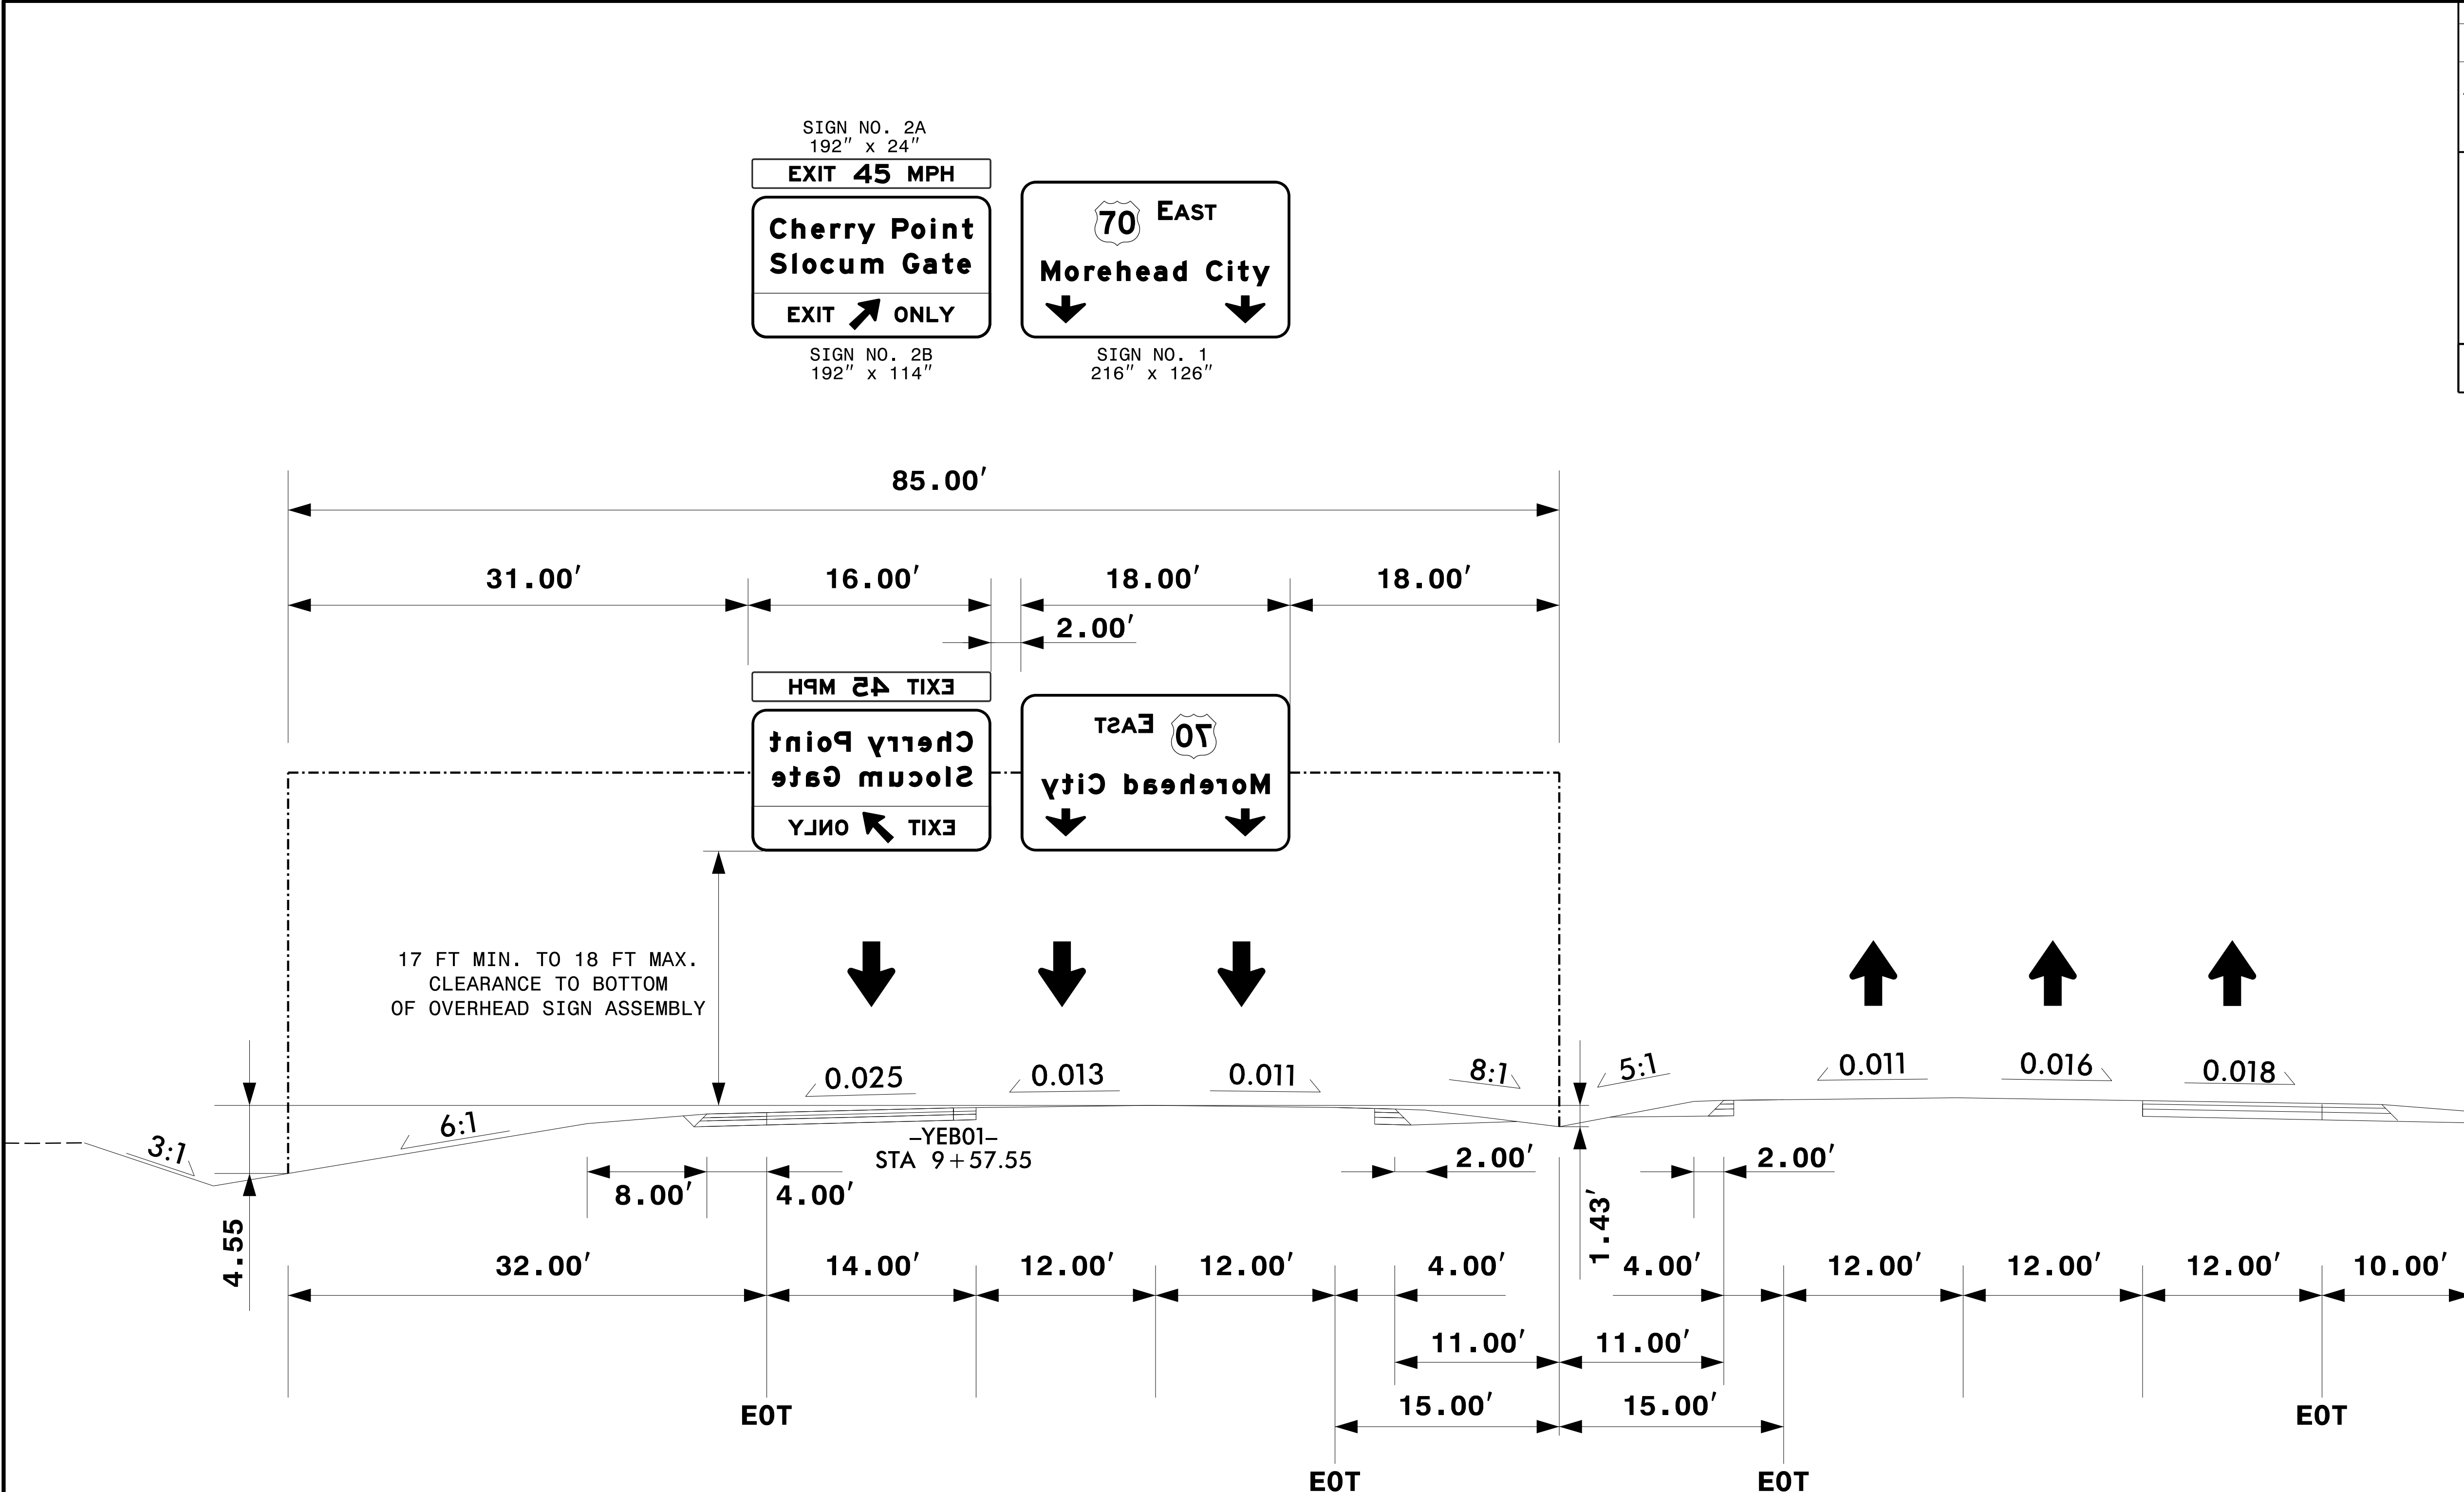 SIGN NO. 2A
192" x 24"
EXIT 45 MPH
Cherry Point
Slocum Gate
EXIT ONLY
SIGN NO. 2B
192" x 114"
70 EAST
Morehead City
SIGN NO. 1
216" x 126"
85.00'
31.00' 16.00' 18.00' 18.00'
2.00'
EXIT 45 MPH
Cherry Point
Slocum Gate
EXIT ONLY
70 EAST
Morehead City
17 FT MIN. TO 18 FT MAX.
CLEARANCE TO BOTTOM
OF OVERHEAD SIGN ASSEMBLY
0.025 0.013 0.011 8:1 5:1 0.011 0.016 0.018
3:1 6:1
-YEB01-
STA 9+57.55
8.00' 4.00' 2.00' 2.00'
4.55 1.43'
32.00' 14.00' 12.00' 12.00' 4.00' 4.00' 12.00' 12.00' 12.00' 10.00'
11.00' 11.00'
15.00' 15.00'
EOT EOT
EOT EOT